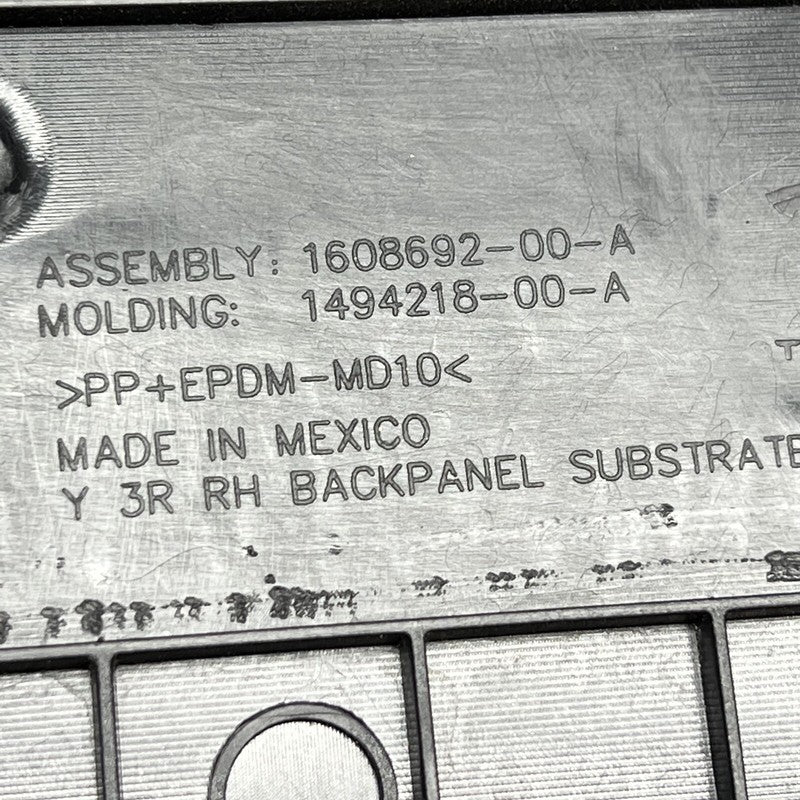 ASSEMBLY: 1608692-00-A
MOLDING: 1494218-00-A
>PP+EPDM-MD10<
MADE IN MEXICO
Y 3R RH BACKPANEL SUBSTRATE